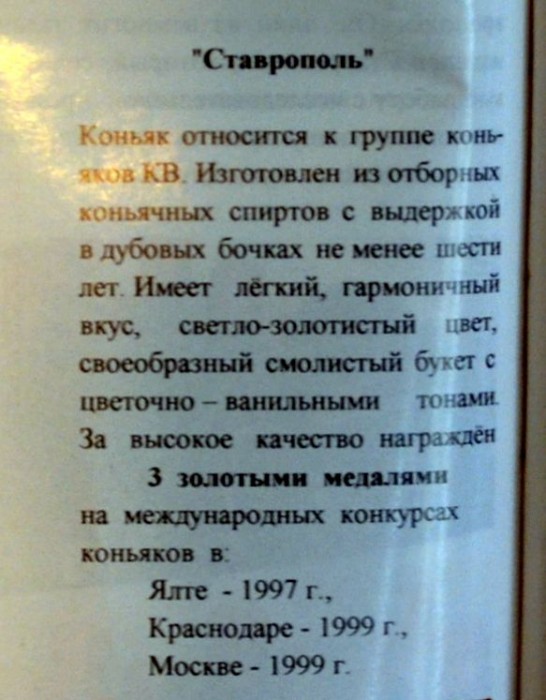 "Ставрополь"
Коньяк относится к группе конь-
яков КВ. Изготовлен из отборных
коньячных спиртов с выдержкой
в дубовых бочках не менее шести
лет. Имеет лёгкий, гармоничный
вкус, светло-золотистый цвет,
своеобразный смолистый букет с
цветочно – ванильными тонами.
За высокое качество награждён
3 золотыми медалями
на международных конкурсах
коньяков в:
Ялте - 1997 г.,
Краснодаре - 1999 г.,
Москве - 1999 г.